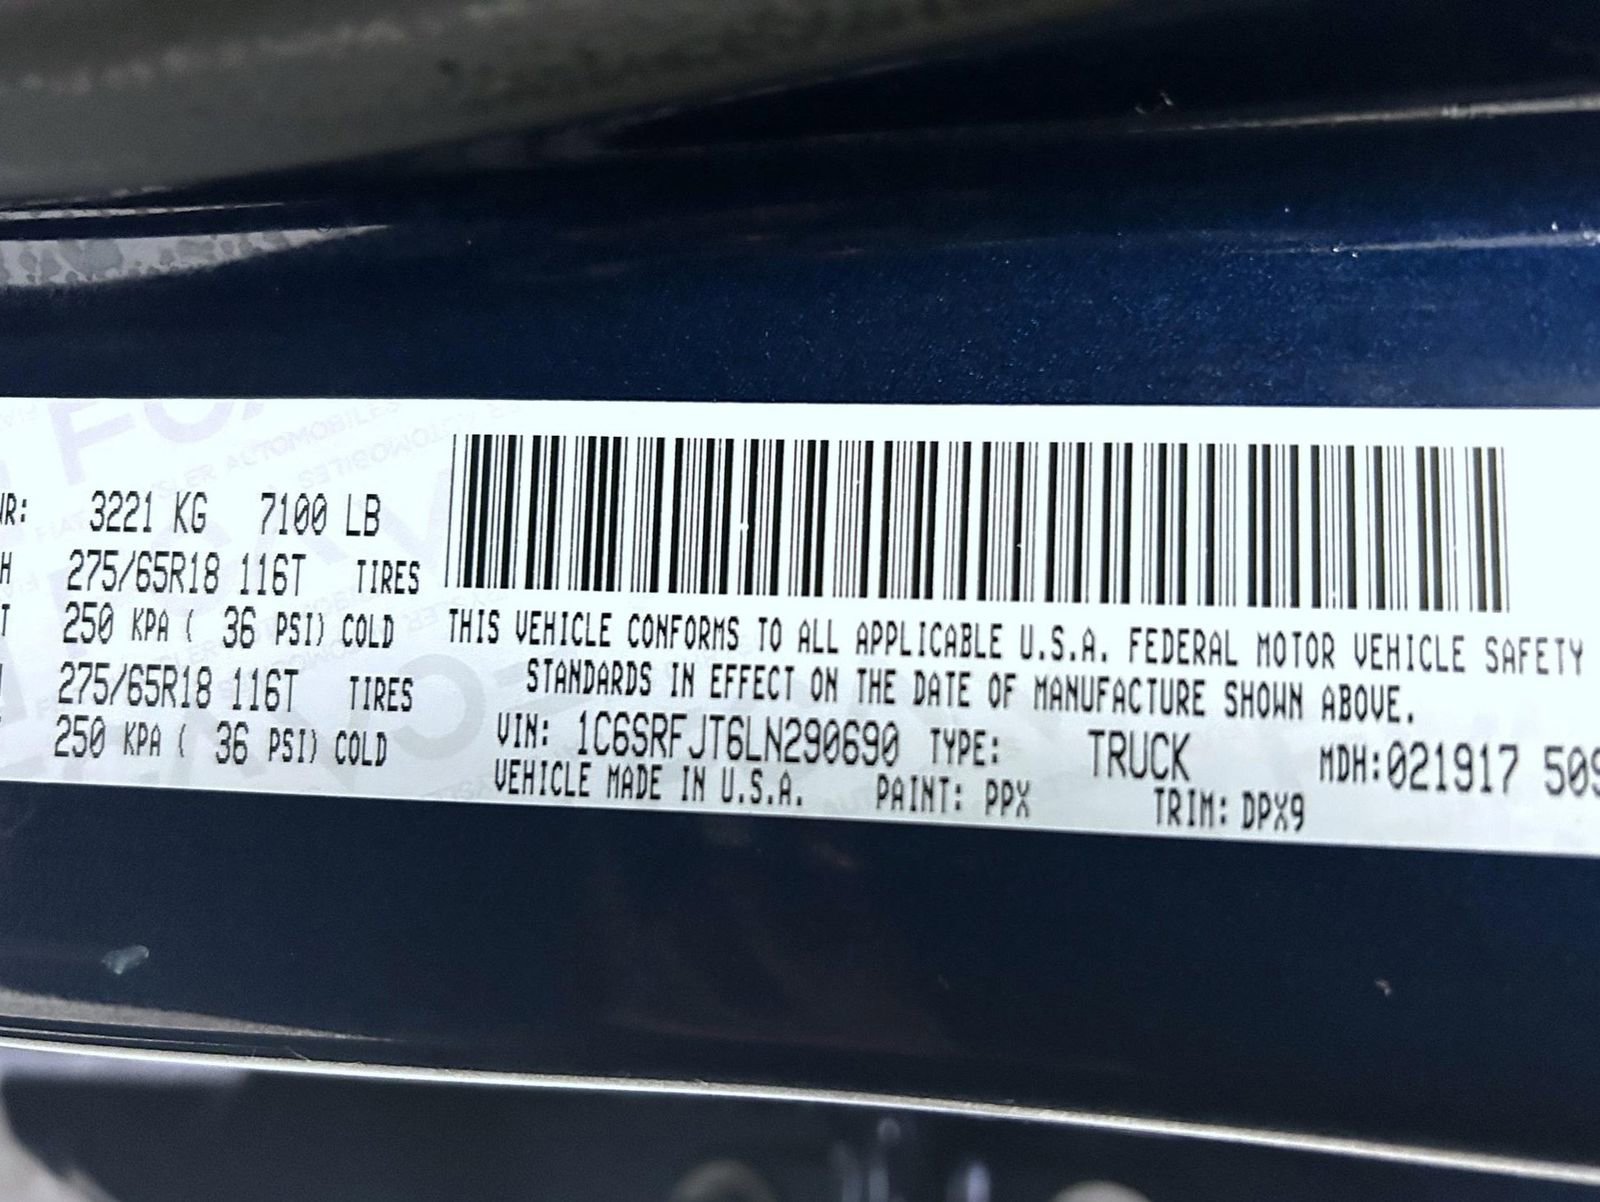 VR: 3221 KG 7100 LB
H 275/65R18 116T TIRES
T 250 KPA ( 36 PSI) COLD
275/65R18 116T TIRES
250 KPA ( 36 PSI) COLD
THIS VEHICLE CONFORMS TO ALL APPLICABLE U.S.A. FEDERAL MOTOR VEHICLE SAFETY
STANDARDS IN EFFECT ON THE DATE OF MANUFACTURE SHOWN ABOVE.
VIN: 1C6SRFJT6LN290690 TYPE: TRUCK MDH:021917 509
VEHICLE MADE IN U.S.A. PAINT: PPX TRIM: DPX9